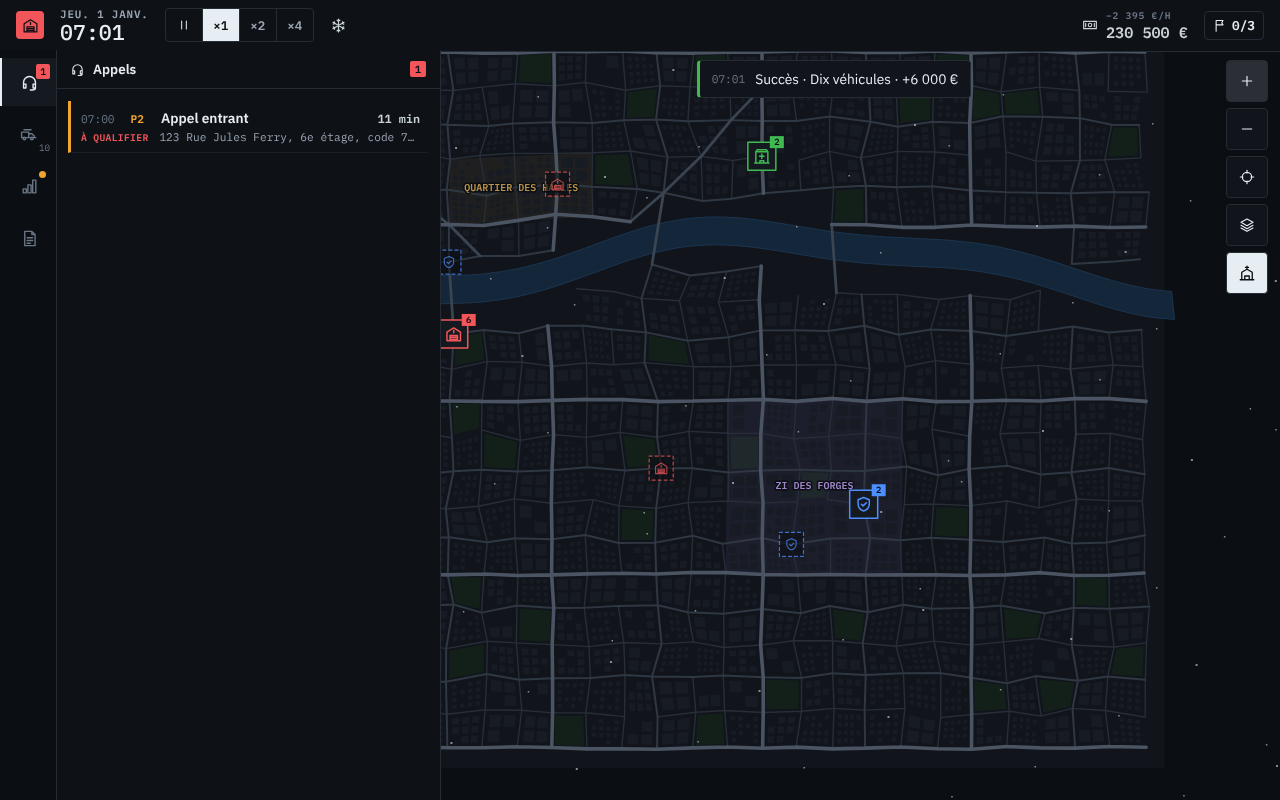 JEU. 1 JANV.
07:01
×1
×2
×4
−2 395 €/H
230 500 €
0/3
1
10
Appels
1
07:00 P2 Appel entrant 11 min
À QUALIFIER 123 Rue Jules Ferry, 6e étage, code 7…
07:01 Succès · Dix véhicules · +6 000 €
2
QUARTIER DES HALLES
6
ZI DES FORGES
2